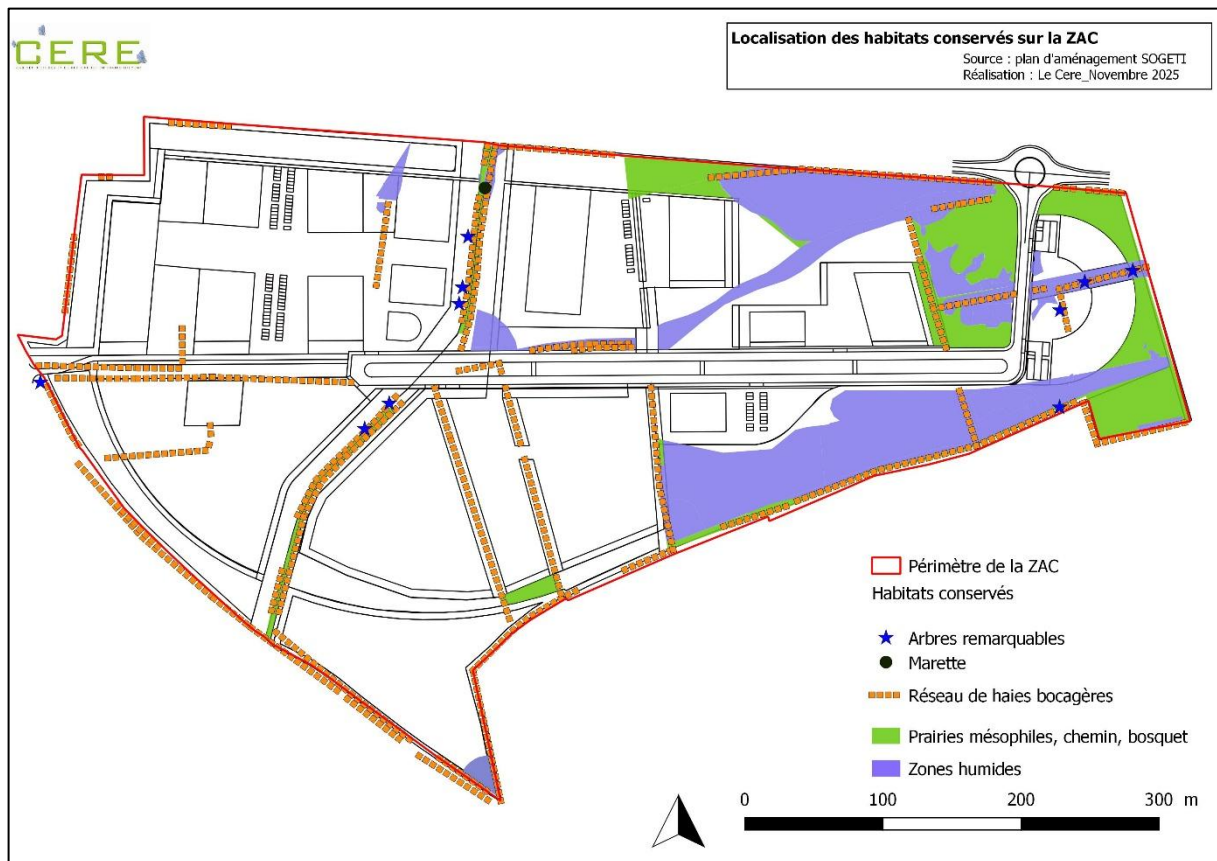 CERE
Localisation des habitats conservés sur la ZAC
Source : plan d'aménagement SOGETI
Réalisation : Le Cere_Novembre 2025
Périmètre de la ZAC
Habitats conservés
Arbres remarquables
Marette
Réseau de haies bocagères
Prairies mésophiles, chemin, bosquet
Zones humides
0 100 200 300 m